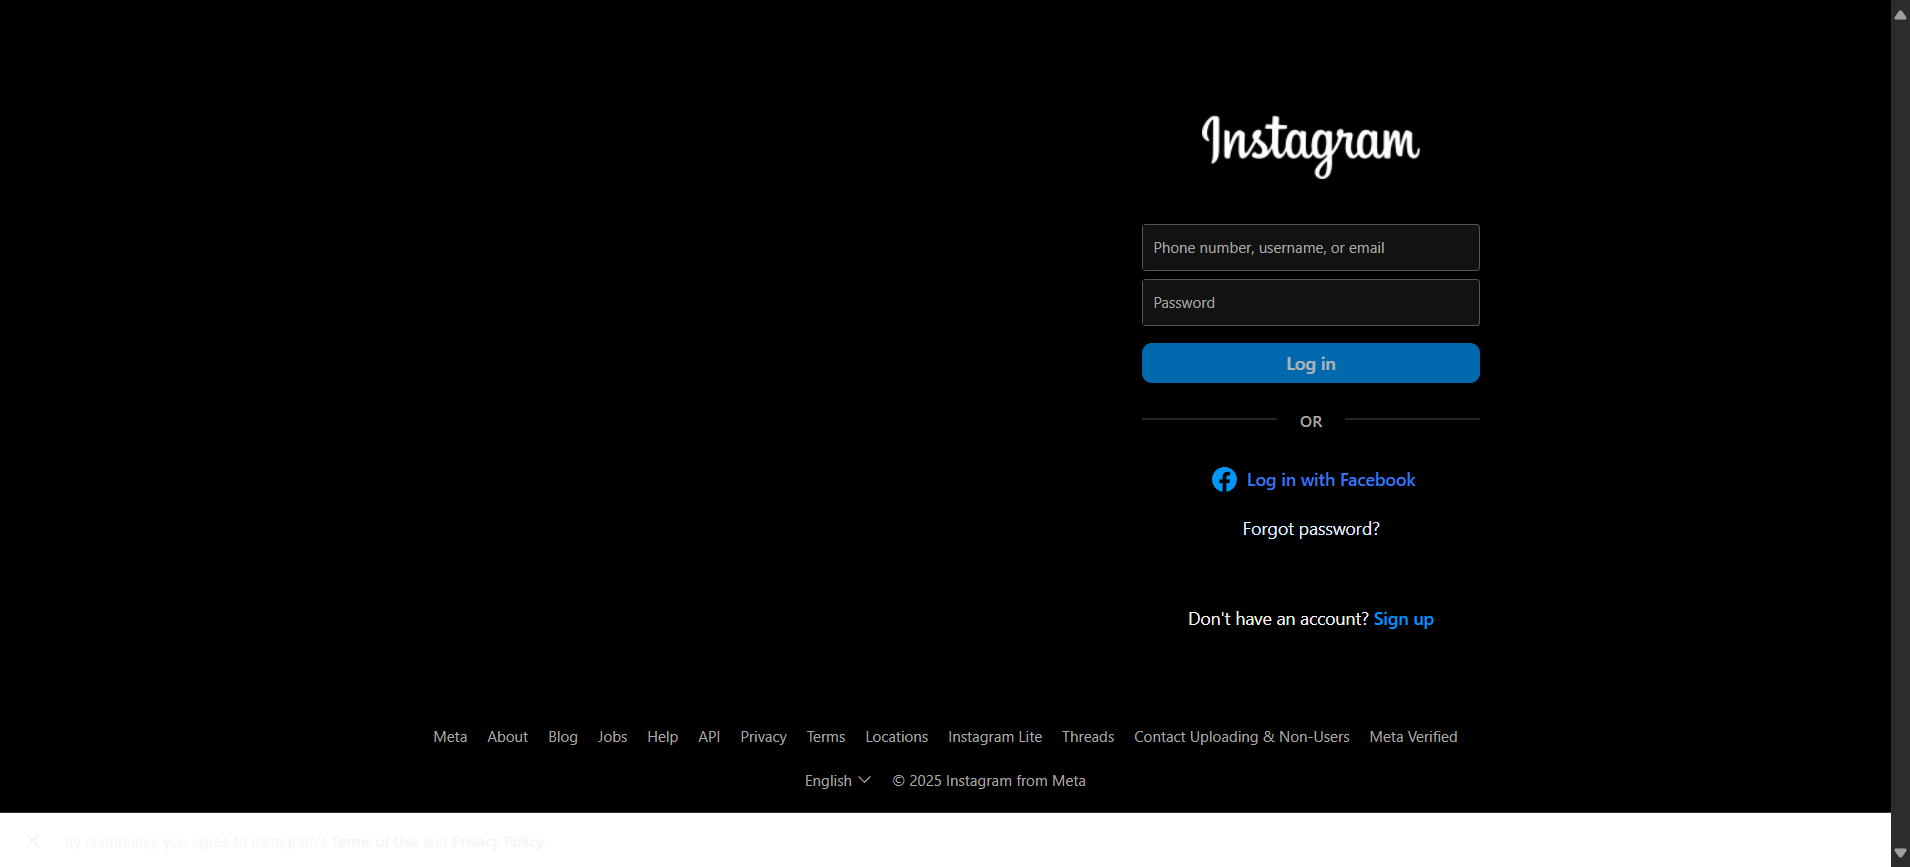 Instagram
Phone number, username, or email
Password
Log in
OR
Log in with Facebook
Forgot password?
Don't have an account? Sign up
Meta About Blog Jobs Help API Privacy Terms Locations Instagram Lite Threads Contact Uploading & Non-Users Meta Verified
English © 2025 Instagram from Meta
By continuing, you agree to Instagram's Terms of Use and Privacy Policy.